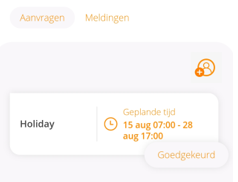 Aanvragen Meldingen
Geplande tijd
Holiday 15 aug 07:00 - 28
aug 17:00
Goedgekeurd